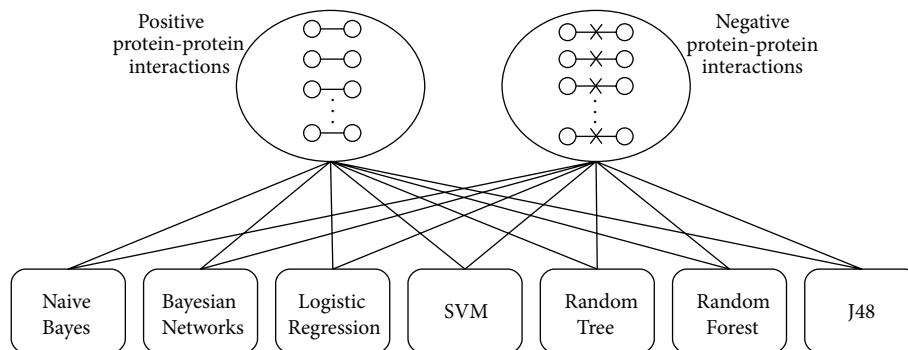 Positive
protein-protein
interactions
Negative
protein-protein
interactions
Naive
Bayes
Bayesian
Networks
Logistic
Regression
SVM
Random
Tree
Random
Forest
J48